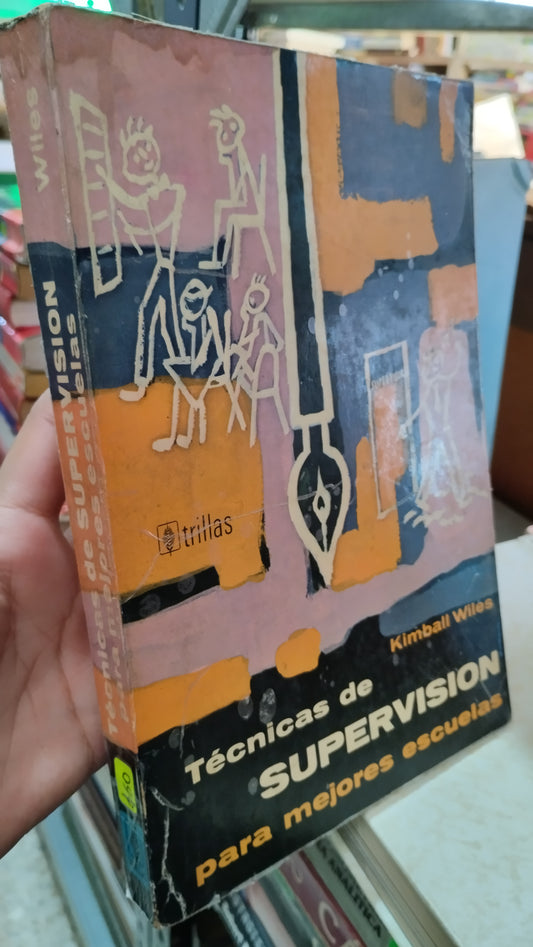 Wiles
Técnicas de SUPERVISION
para mejores escuelas
trillas
Kimball Wiles
Técnicas de
SUPERVISION
para mejores escuelas